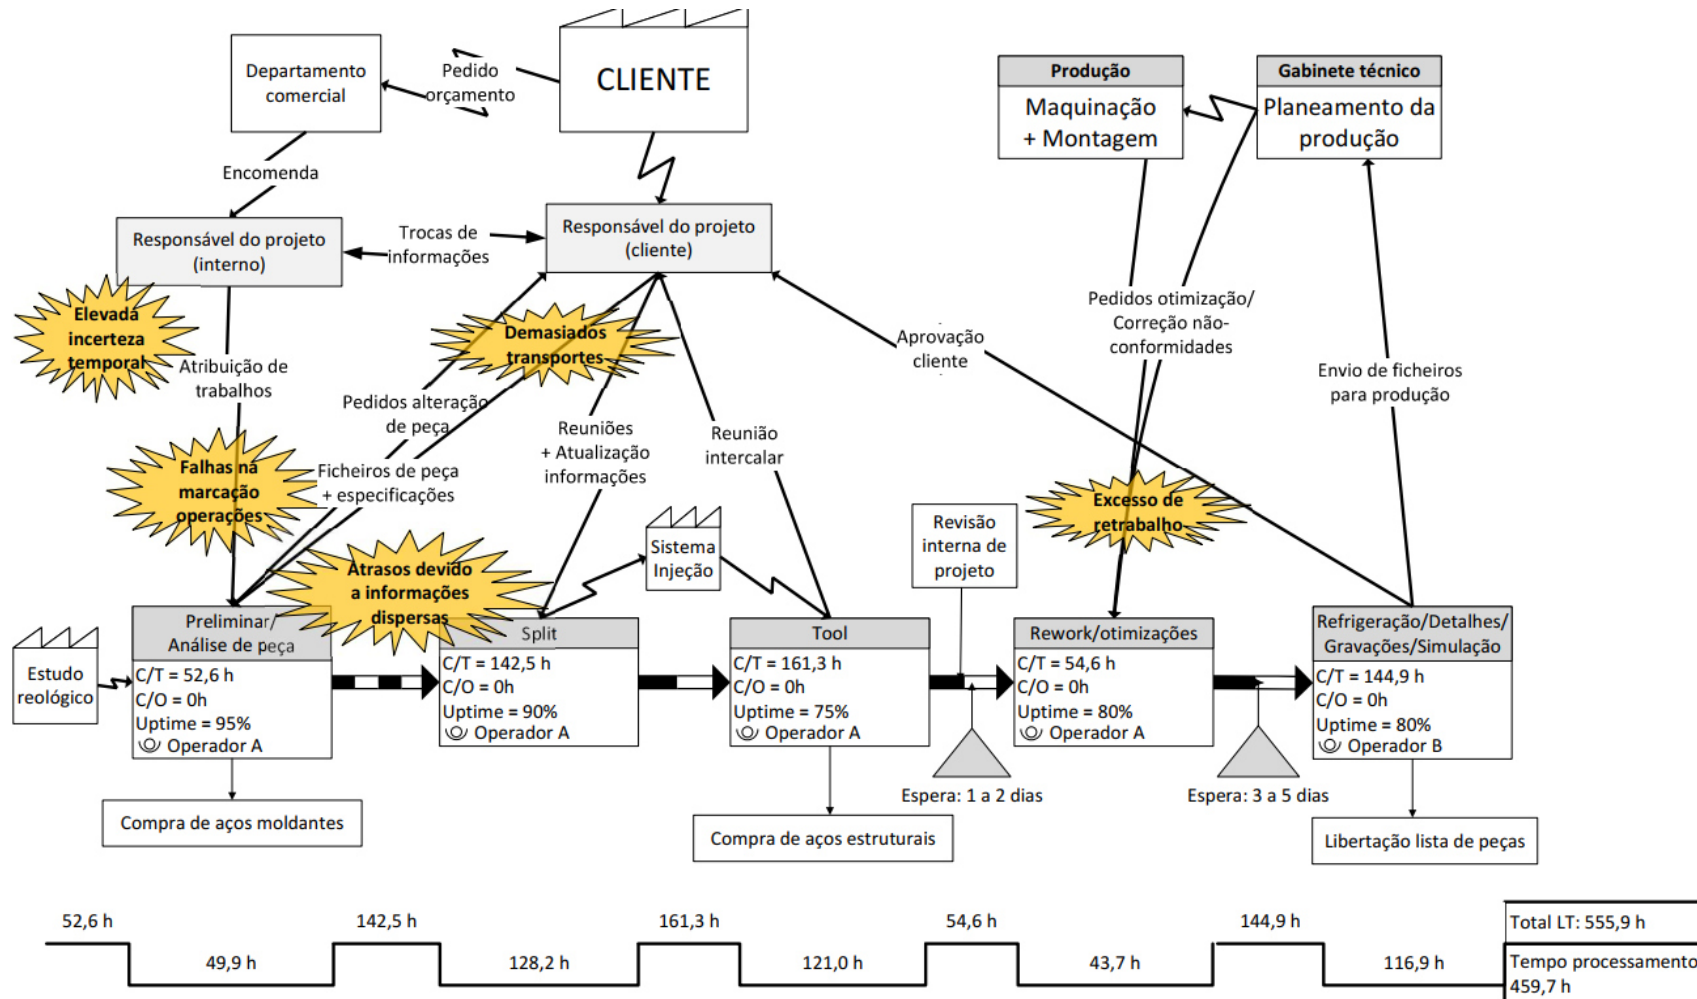 Departamento
comercial
Pedido
orçamento
CLIENTE
Produção
Maquinação
+ Montagem
Gabinete técnico
Planeamento da
produção
Encomenda
Responsável do projeto
(interno)
Trocas de
informações
Responsável do projeto
(cliente)
Elevada
incerteza
temporal
Atribuição de
trabalhos
Demasiados
transportes
Pedidos alteração
de peça
Reuniões
+ Atualização
informações
Reunião
intercalar
Aprovação
cliente
Pedidos otimização/
Correção não-
conformidades
Envio de ficheiros
para produção
Falhas na
marcação
operações
Ficheiros de peça
+ especificações
Excesso de
retrabalho
Atrasos devido
a informações
dispersas
Sistema
Injeção
Revisão
interna de
projeto
Estudo
reológico
Preliminar/
Análise de peça
C/T = 52,6 h
C/O = 0h
Uptime = 95%
Operador A
Split
C/T = 142,5 h
C/O = 0h
Uptime = 90%
Operador A
Tool
C/T = 161,3 h
C/O = 0h
Uptime = 75%
Operador A
Rework/otimizações
C/T = 54,6 h
C/O = 0h
Uptime = 80%
Operador A
Refrigeração/Detalhes/
Gravações/Simulação
C/T = 144,9 h
C/O = 0h
Uptime = 80%
Operador B
Espera: 1 a 2 dias
Espera: 3 a 5 dias
Compra de aços moldantes
Compra de aços estruturais
Libertação lista de peças
52,6 h
142,5 h
161,3 h
54,6 h
144,9 h
Total LT: 555,9 h
49,9 h
128,2 h
121,0 h
43,7 h
116,9 h
Tempo processamento
459,7 h